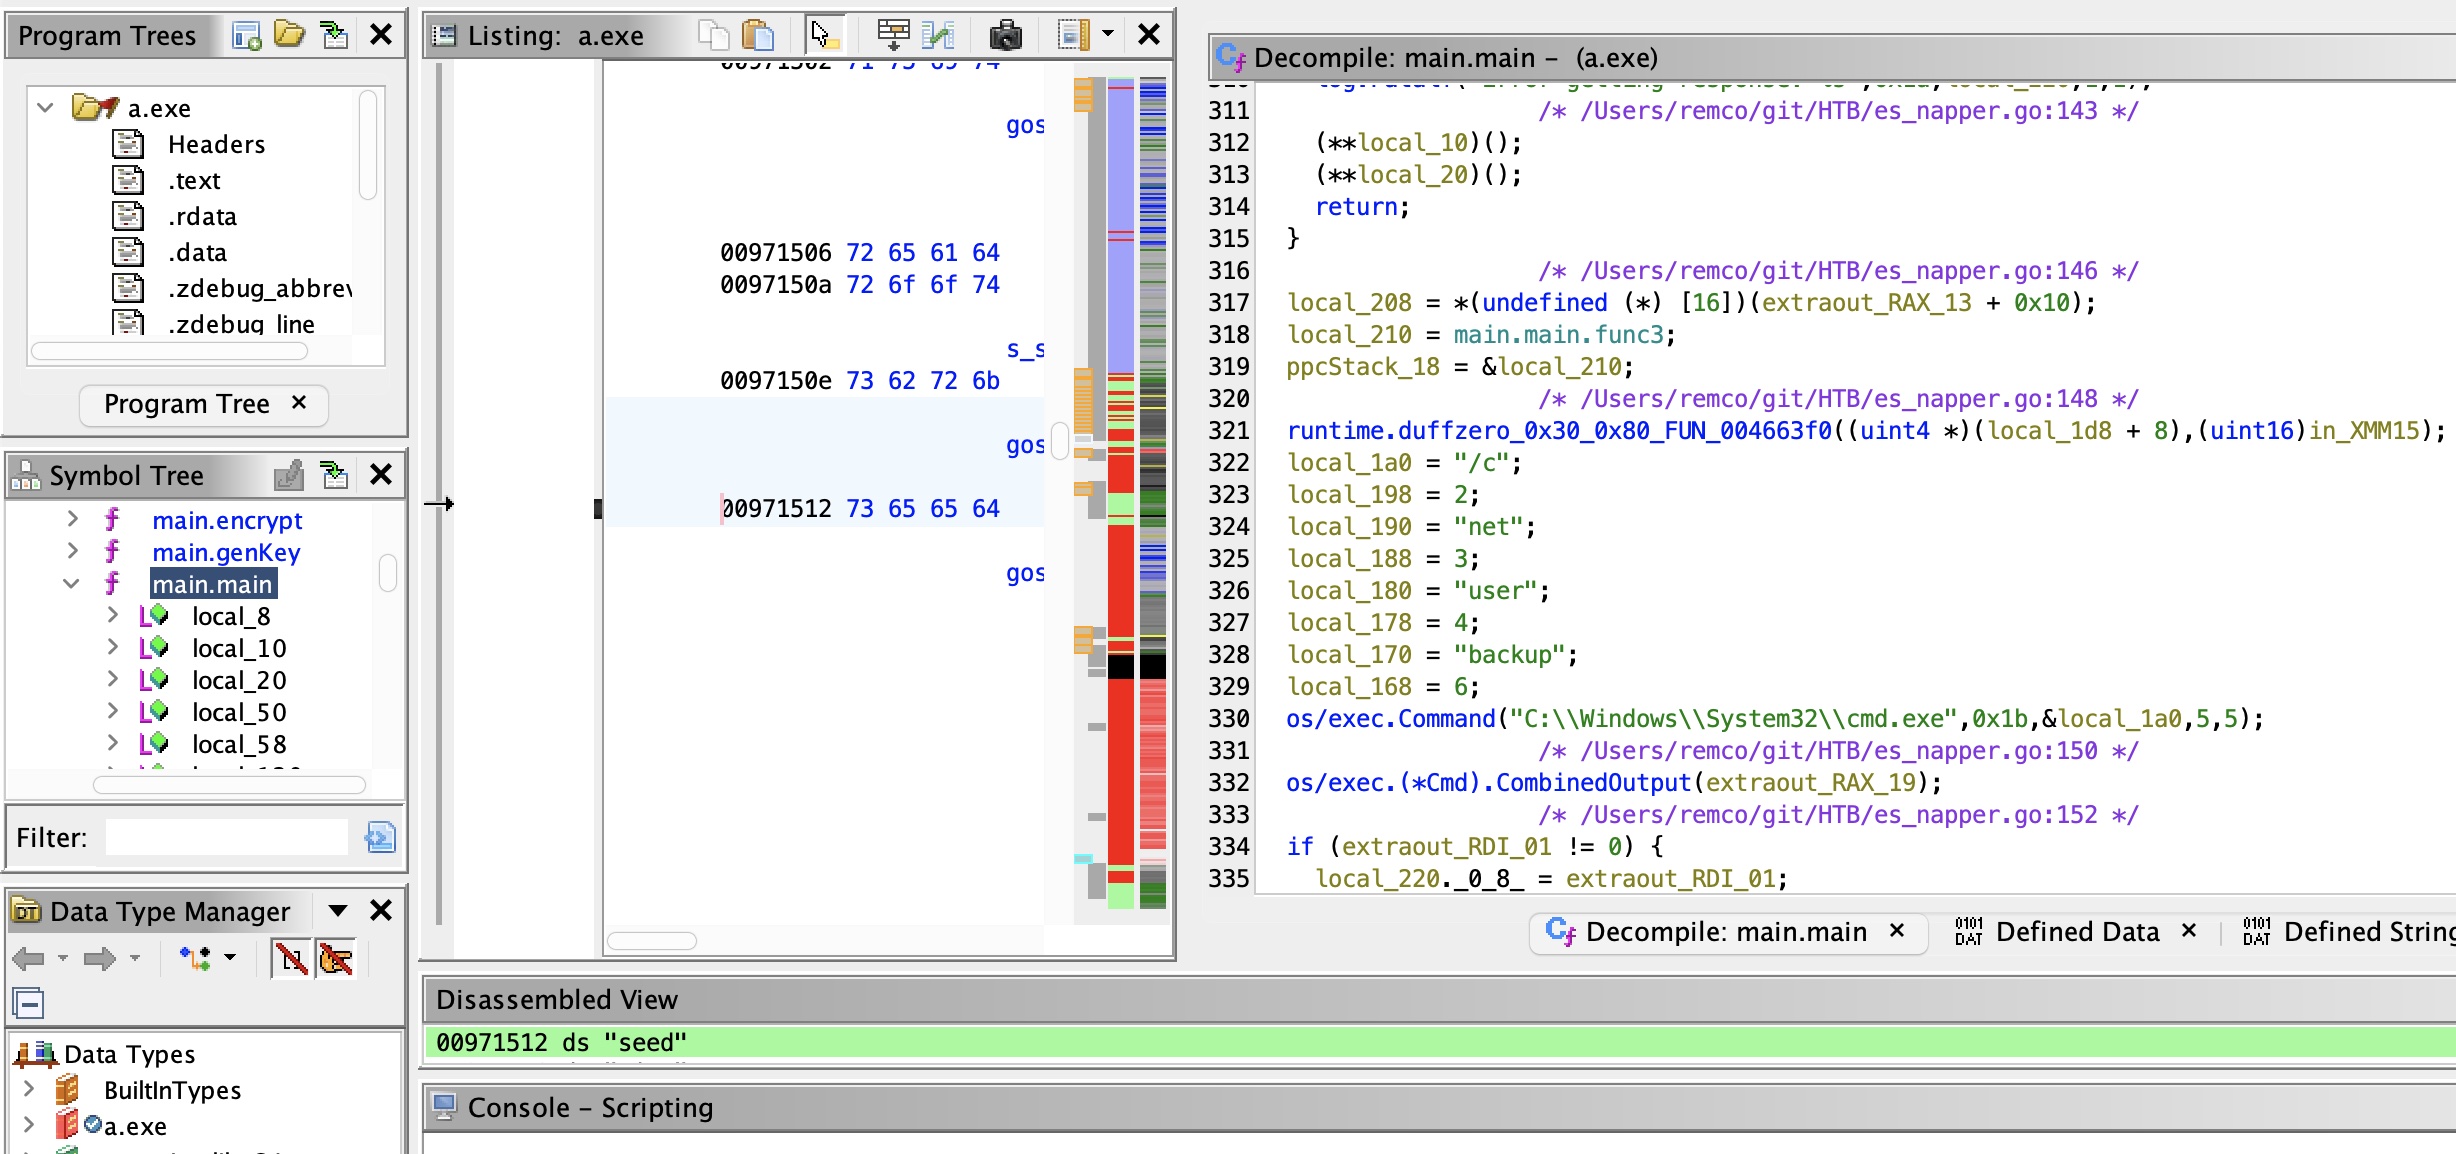 Program Trees
a.exe
Headers
.text
.rdata
.data
.zdebug_abbrev
.zdebug_line
Program Tree ×
Symbol Tree
f main.encrypt
f main.genKey
f main.main
L local_8
L local_10
L local_20
L local_50
L local_58
Filter:
DT Data Type Manager
Data Types
BuiltInTypes
a.exe
Listing: a.exe
00971502 71 75 69 74
gos
00971506 72 65 61 64
0097150a 72 6f 6f 74
s_s
0097150e 73 62 72 6b
gos
00971512 73 65 65 64
gos
Decompile: main.main – (a.exe)
311 /* /Users/remco/git/HTB/es_napper.go:143 */
312 (**local_10)();
313 (**local_20)();
314 return;
315 }
316 /* /Users/remco/git/HTB/es_napper.go:146 */
317 local_208 = *(undefined (*) [16])(extraout_RAX_13 + 0x10);
318 local_210 = main.main.func3;
319 ppcStack_18 = &local_210;
320 /* /Users/remco/git/HTB/es_napper.go:148 */
321 runtime.duffzero_0x30_0x80_FUN_004663f0((uint4 *)(local_1d8 + 8),(uint16)in_XMM15);
322 local_1a0 = "/c";
323 local_198 = 2;
324 local_190 = "net";
325 local_188 = 3;
326 local_180 = "user";
327 local_178 = 4;
328 local_170 = "backup";
329 local_168 = 6;
330 os/exec.Command("C:\\Windows\\System32\\cmd.exe",0x1b,&local_1a0,5,5);
331 /* /Users/remco/git/HTB/es_napper.go:150 */
332 os/exec.(*Cmd).CombinedOutput(extraout_RAX_19);
333 /* /Users/remco/git/HTB/es_napper.go:152 */
334 if (extraout_RDI_01 != 0) {
335 local_220._0_8_ = extraout_RDI_01;
Decompile: main.main × Defined Data × Defined String
Disassembled View
00971512 ds "seed"
Console – Scripting